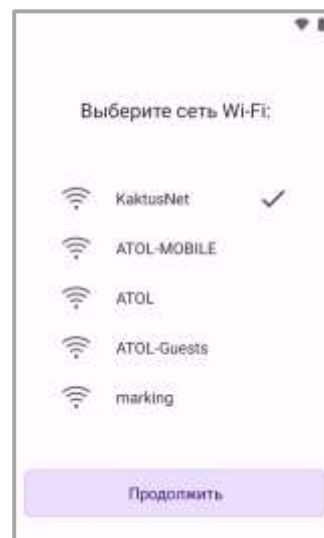 Выберите сеть Wi-Fi:
KaktusNet
ATOL-MOBILE
ATOL
ATOL-Guests
marking
Продолжить